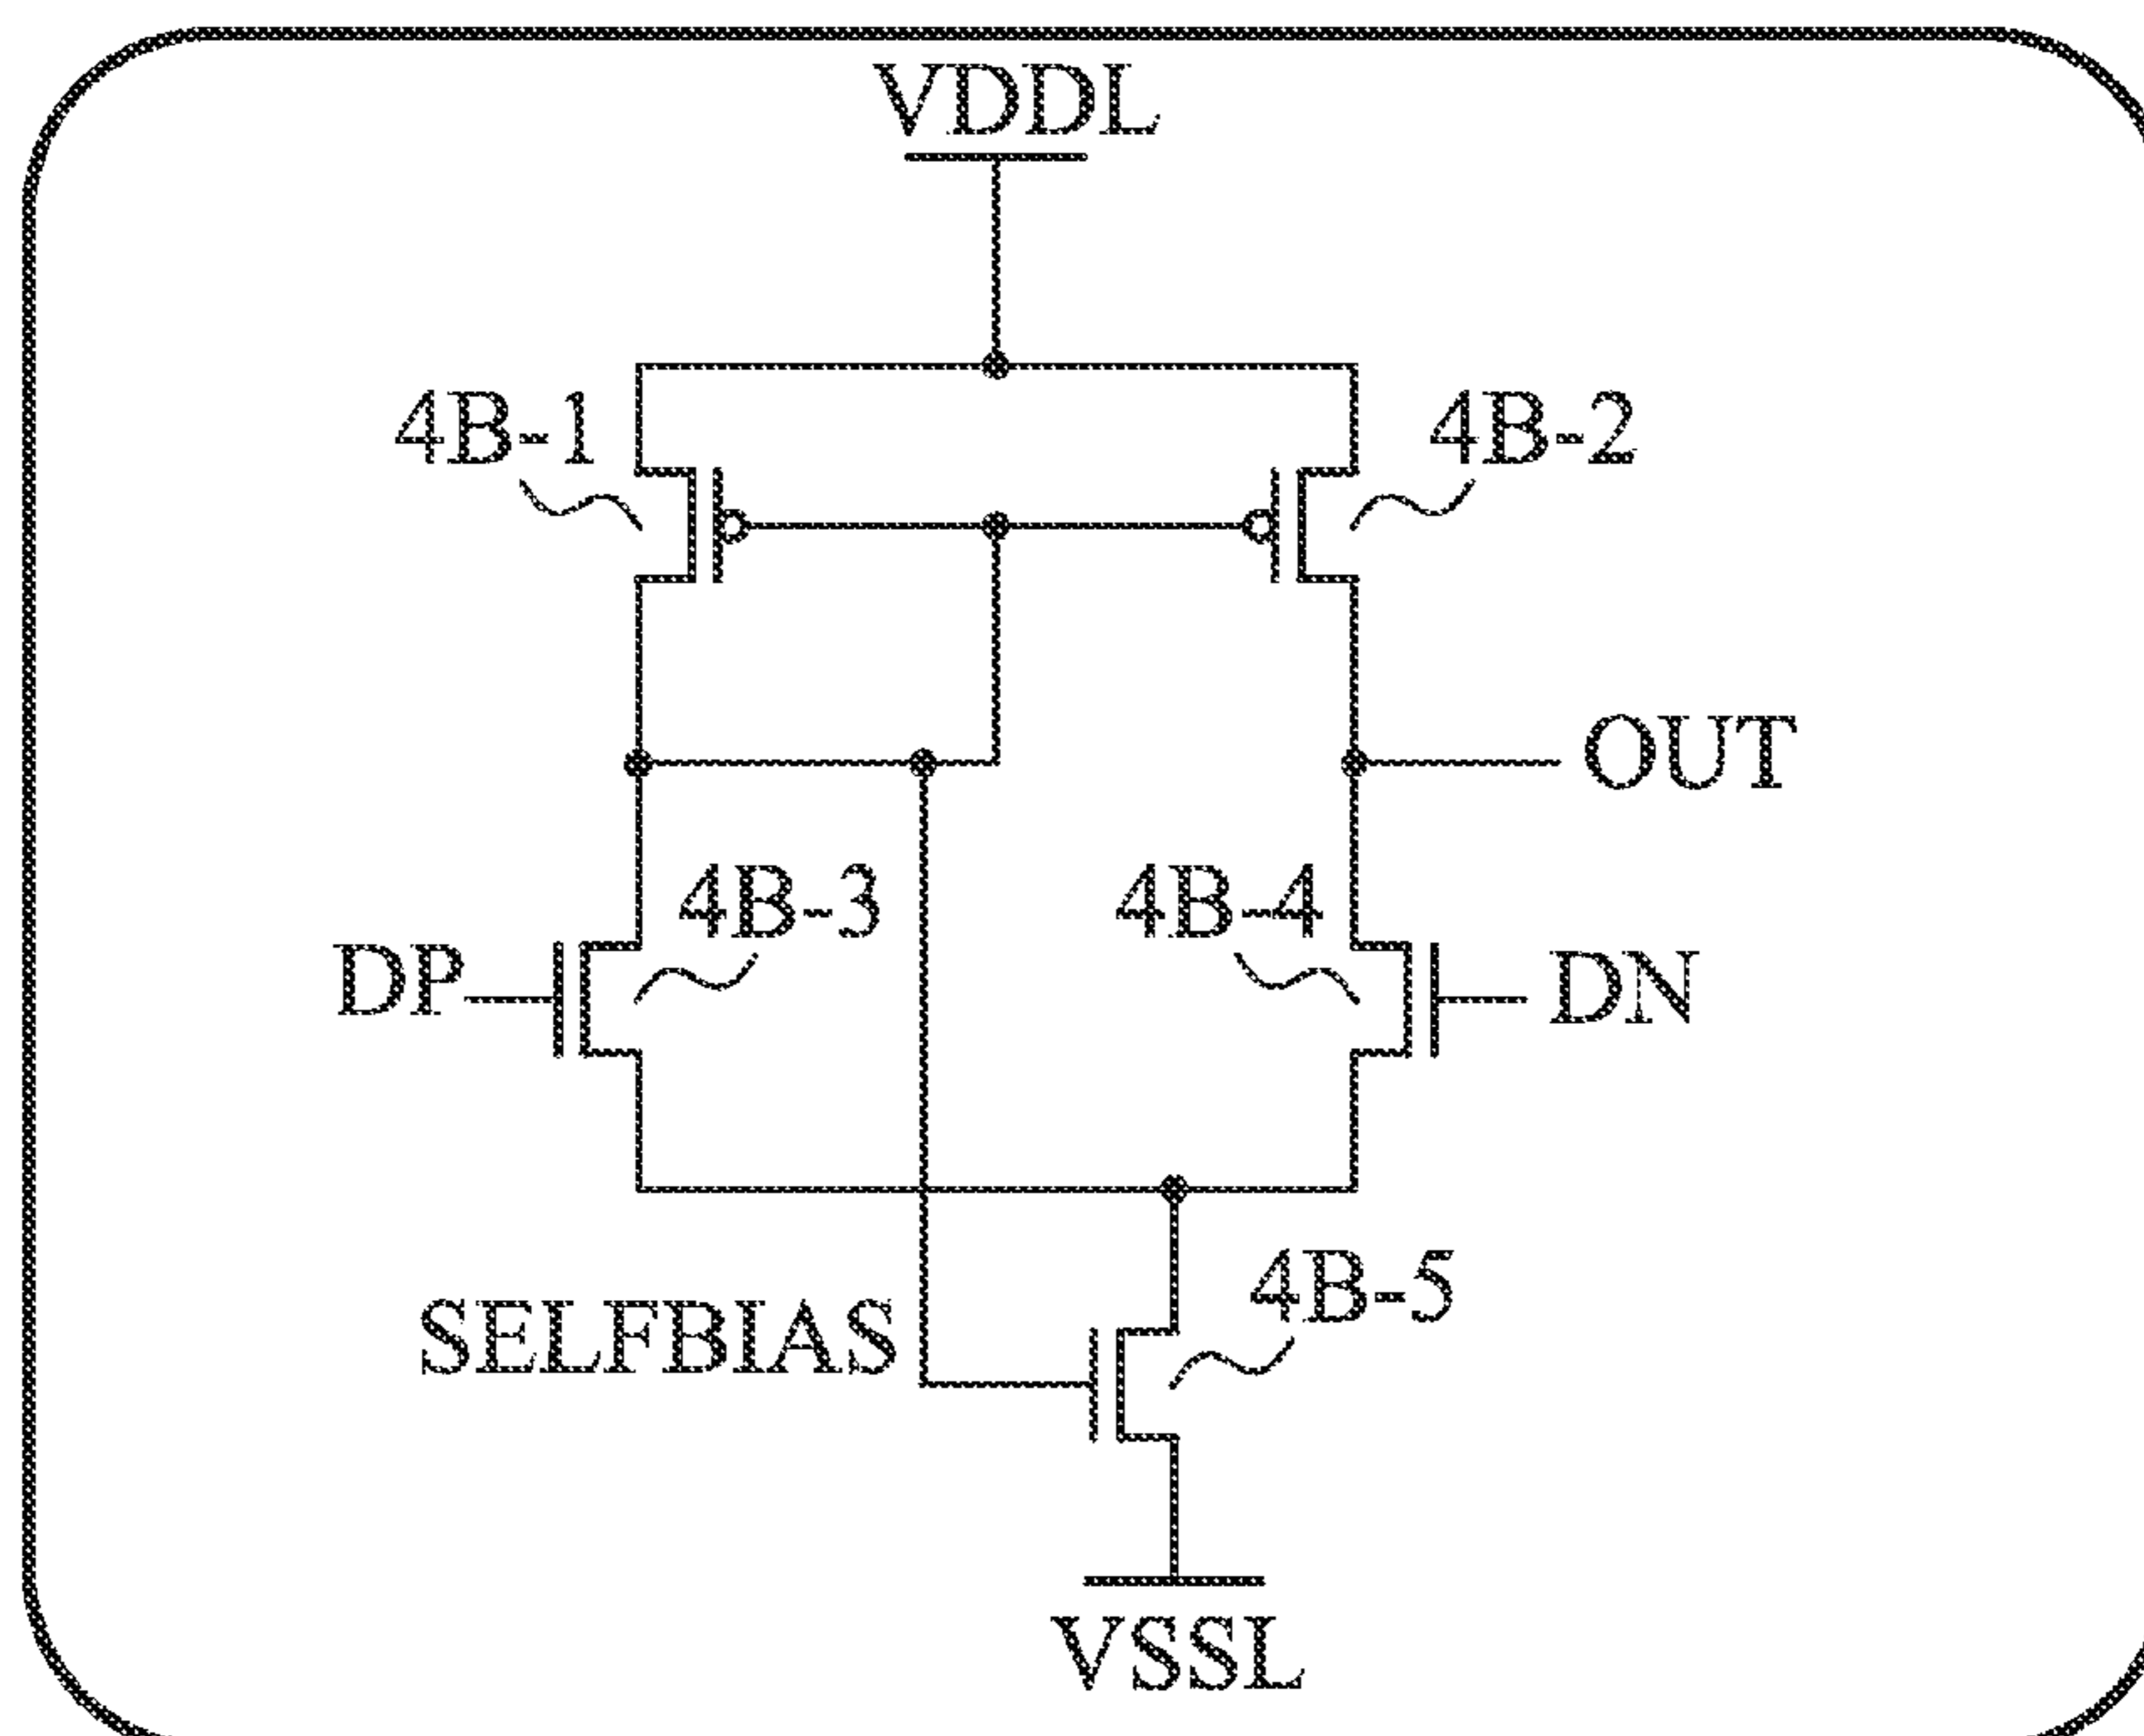 VDDL
4B-1
4B-2
OUT
4B-3
4B-4
DP
DN
SELFBIAS
4B-5
VSSL